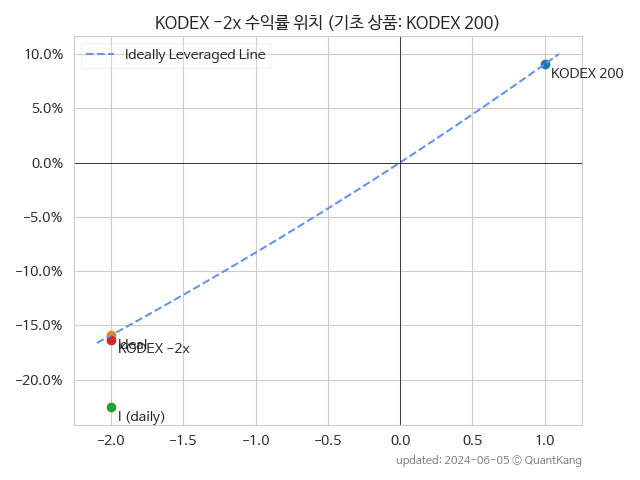 KODEX -2x 수익률 위치 (기초 상품: KODEX 200)
Ideally Leveraged Line
10.0%
5.0%
0.0%
-5.0%
-10.0%
-15.0%
-20.0%
KODEX 200
Ideal
KODEX -2x
I (daily)
-2.0 -1.5 -1.0 -0.5 0.0 0.5 1.0
updated: 2024-06-05 © QuantKang